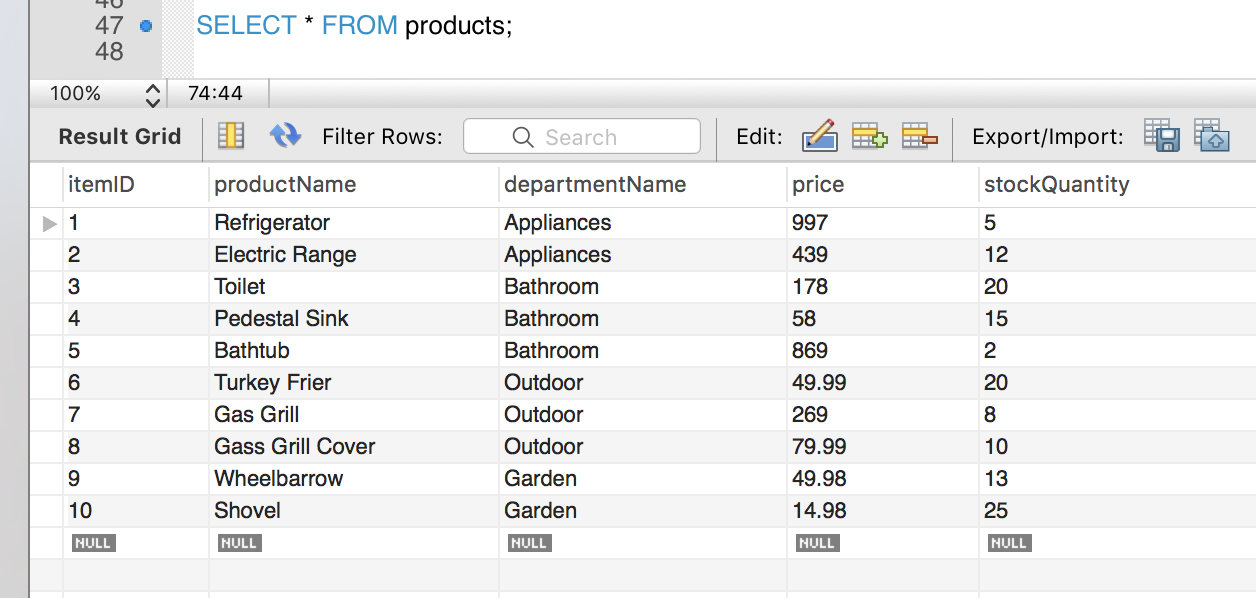 46
47 SELECT * FROM products;
48
100% 74:44
Result Grid Filter Rows: Search Edit: Export/Import:
itemID productName departmentName price stockQuantity
1 Refrigerator Appliances 997 5
2 Electric Range Appliances 439 12
3 Toilet Bathroom 178 20
4 Pedestal Sink Bathroom 58 15
5 Bathtub Bathroom 869 2
6 Turkey Frier Outdoor 49.99 20
7 Gas Grill Outdoor 269 8
8 Gass Grill Cover Outdoor 79.99 10
9 Wheelbarrow Garden 49.98 13
10 Shovel Garden 14.98 25
NULL NULL NULL NULL NULL